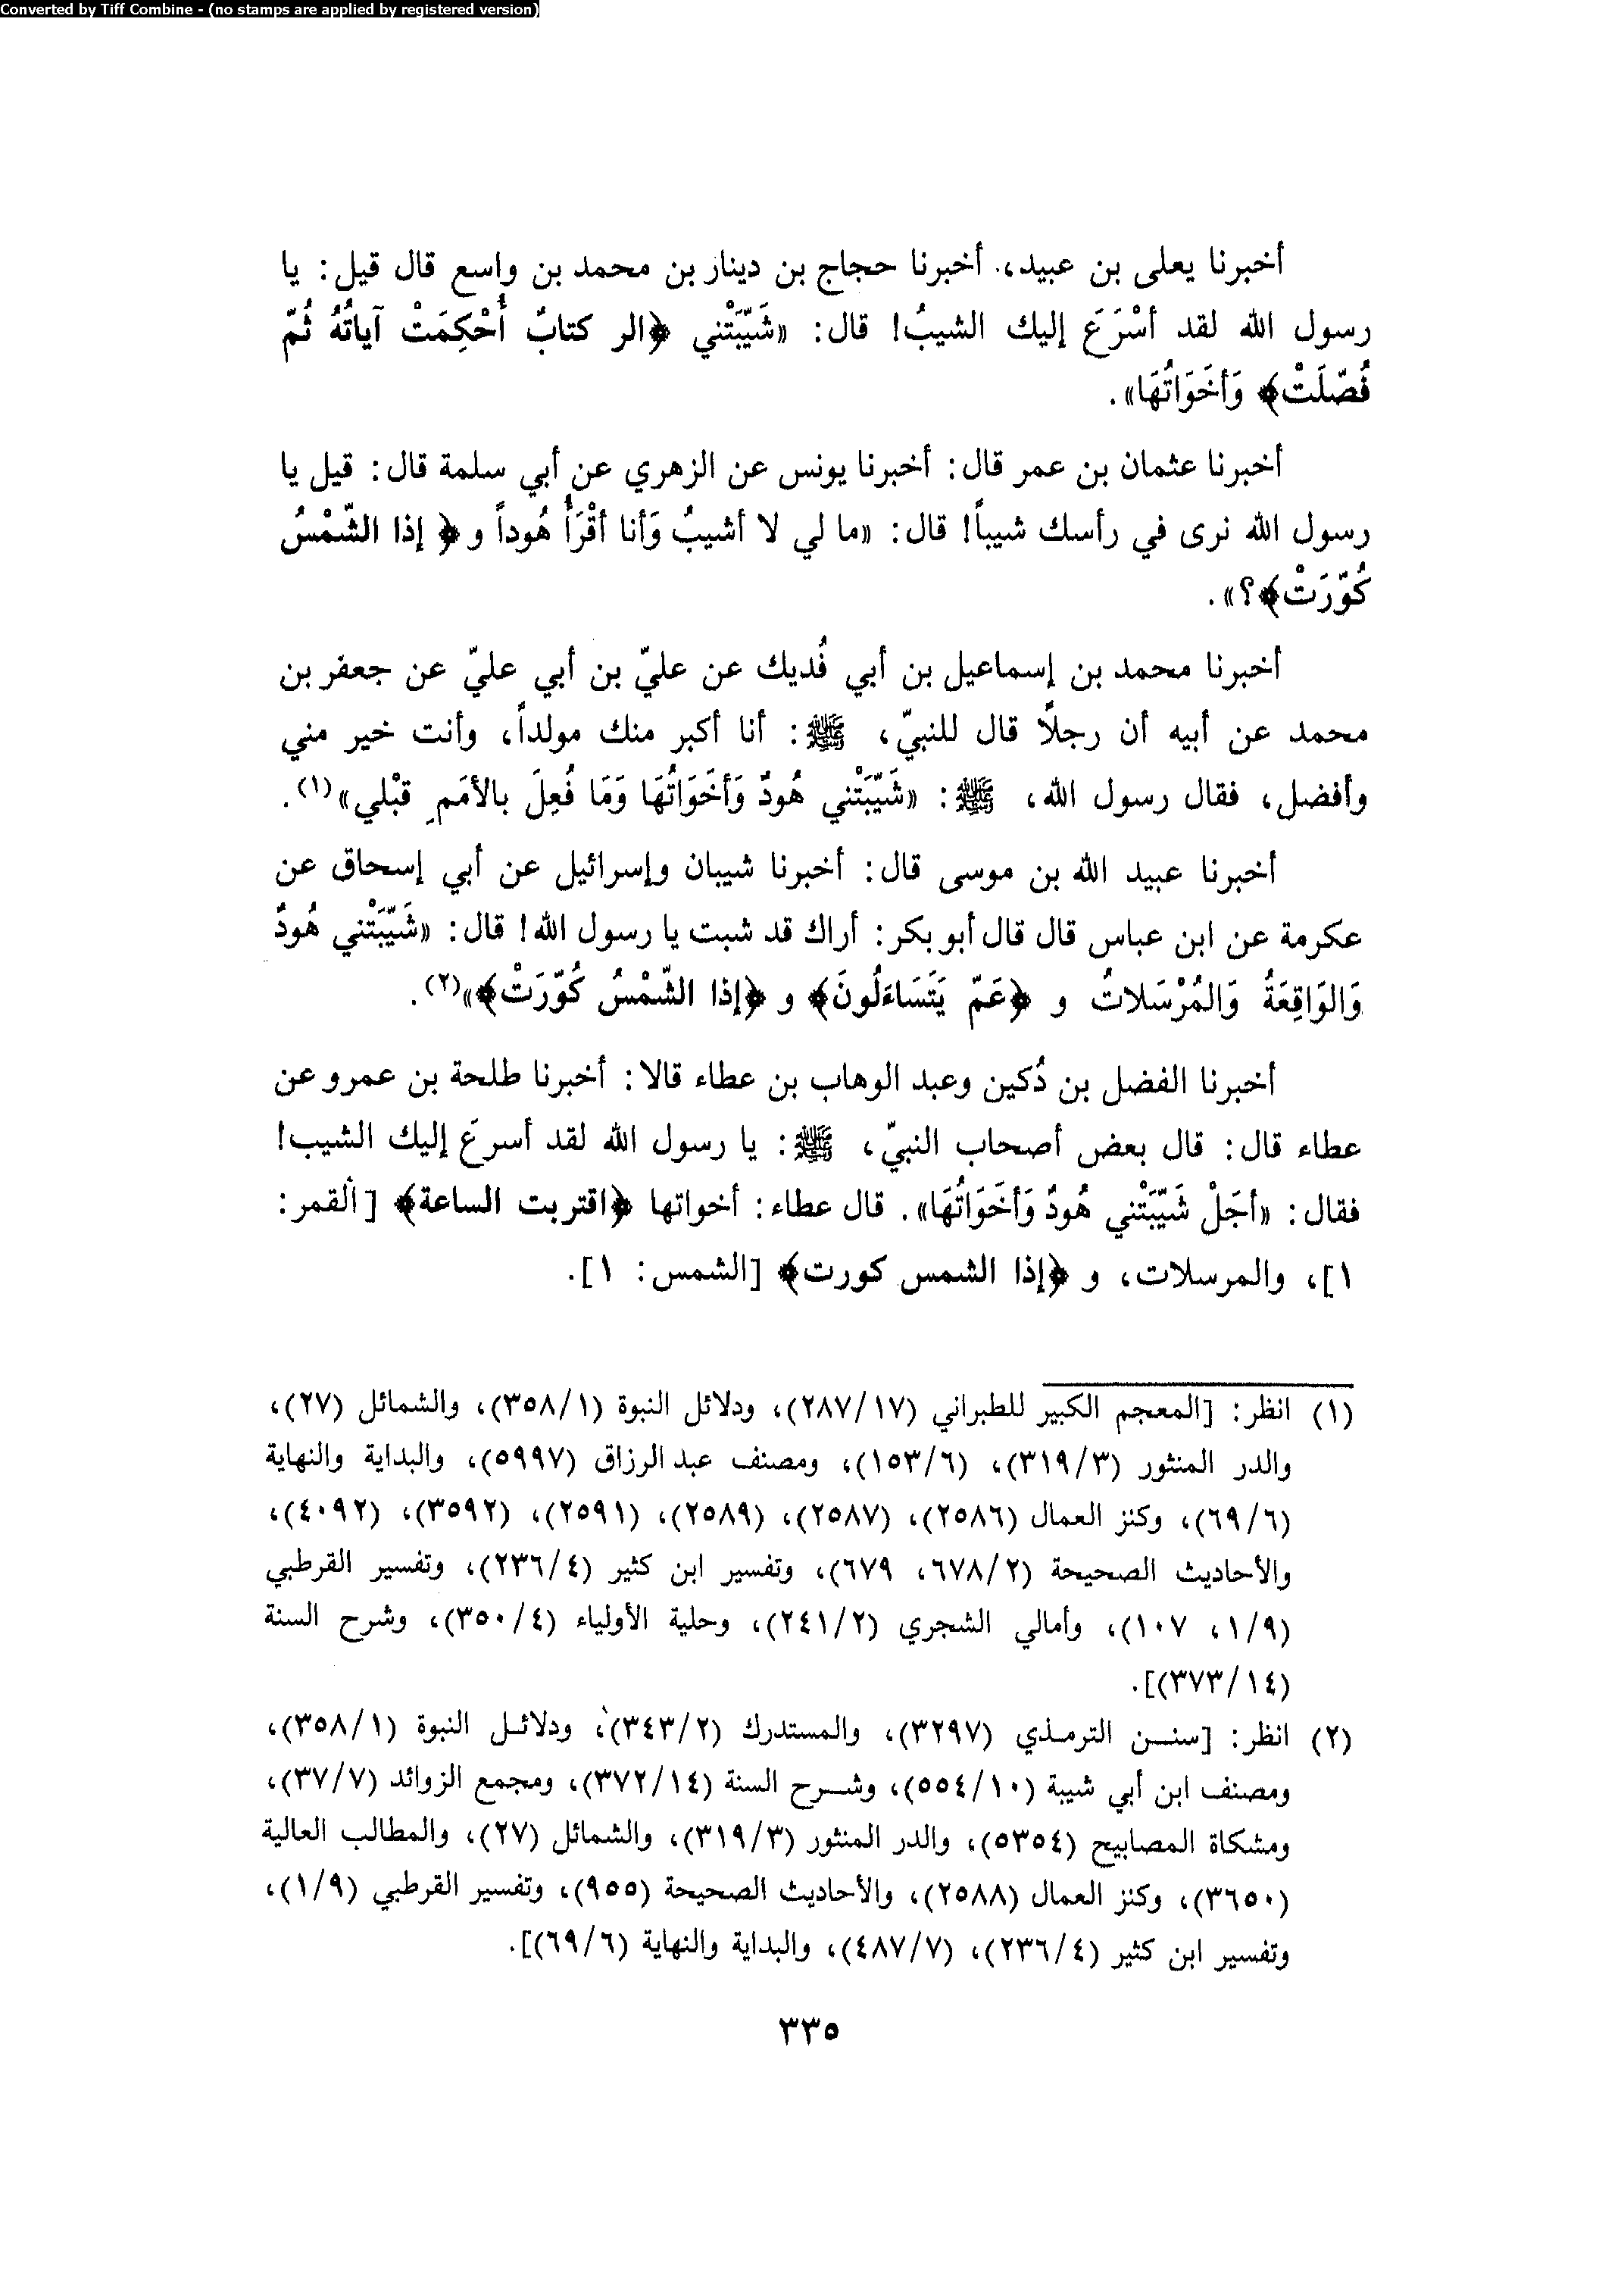 Converted by Tiff Combine - (no stamps are applied by registered version)
أخبرنا يعلى بن عبيد، أخبرنا حجاج بن دينار بن محمد بن واسع قال قيل: يا
رسول الله لقد أسْرَعَ إليك الشيبُ! قال: «شَيّبَتْني ﴿الر كتابٌ أُحْكِمَتْ آياتُهُ ثُمّ
فُصّلَتْ﴾ وَأخَوَاتُهَا».
أخبرنا عثمان بن عمر قال: أخبرنا يونس عن الزهري عن أبي سلمة قال: قيل يا
رسول الله نرى في رأسك شيباً! قال: «ما لي لا أشيبُ وَأنا أقْرَأُ هُوداً و ﴿ إذا الشّمْسُ
كُوّرَتْ﴾؟».
أخبرنا محمد بن إسماعيل بن أبي فُديك عن عليّ بن أبي عليّ عن جعفر بن
محمد عن أبيه أن رجلًا قال للنبيّ، ﷺ: أنا أكبر منك مولداً، وأنت خير مني
وأفضل، فقال رسول الله، ﷺ: «شَيّبَتْني هُودٌ وَأخَوَاتُهَا وَمَا فُعِلَ بالأمَمِ قبْلي»(١).
أخبرنا عبيد الله بن موسى قال: أخبرنا شيبان وإسرائيل عن أبي إسحاق عن
عكرمة عن ابن عباس قال قال أبو بكر: أراك قد شبت يا رسول الله! قال: «شَيّبَتْني هُودٌ
وَالوَاقِعَةُ وَالمُرْسَلاتُ و ﴿عَمّ يَتَسَاءَلُونَ﴾ و ﴿إذا الشّمْسُ كُوّرَتْ﴾»(٢).
أخبرنا الفضل بن دُكين وعبد الوهاب بن عطاء قالا: أخبرنا طلحة بن عمرو عن
عطاء قال: قال بعض أصحاب النبيّ، ﷺ: يا رسول الله لقد أسرعَ إليك الشيب!
فقال: «أجَلْ شَيّبَتْني هُودٌ وَأخَوَاتُهَا». قال عطاء: أخواتها ﴿اقتربت الساعة﴾ [القمر:
١]، والمرسلات، و ﴿إذا الشمس كورت﴾ [الشمس: ١].
(١) انظر: [المعجم الكبير للطبراني (٢٨٧/١٧)، ودلائل النبوة (٣٥٨/١)، والشمائل (٢٧)،
والدر المنثور (٣١٩/٣)، (١٥٣/٦)، ومصنف عبد الرزاق (٥٩٩٧)، والبداية والنهاية
(٦٩/٦)، وكنز العمال (٢٥٨٦)، (٢٥٨٧)، (٢٥٨٩)، (٢٥٩١)، (٣٥٩٢)، (٤٠٩٢)،
والأحاديث الصحيحة (٦٧٨/٢، ٦٧٩)، وتفسير ابن كثير (٢٣٦/٤)، وتفسير القرطبي
(١/٩، ١٠٧)، وأمالي الشجري (٢٤١/٢)، وحلية الأولياء (٣٥٠/٤)، وشرح السنة
(٣٧٣/١٤)].
(٢) انظر: [سنن الترمذي (٣٢٩٧)، والمستدرك (٣٤٣/٢)، ودلائل النبوة (٣٥٨/١)،
ومصنف ابن أبي شيبة (٥٥٤/١٠)، وشرح السنة (٣٧٢/١٤)، ومجمع الزوائد (٣٧/٧)،
ومشكاة المصابيح (٥٣٥٤)، والدر المنثور (٣١٩/٣)، والشمائل (٢٧)، والمطالب العالية
(٣٦٥٠)، وكنز العمال (٢٥٨٨)، والأحاديث الصحيحة (٩٥٥)، وتفسير القرطبي (١/٩)،
وتفسير ابن كثير (٢٣٦/٤)، (٤٨٧/٧)، والبداية والنهاية (٦٩/٦)].
٣٣٥